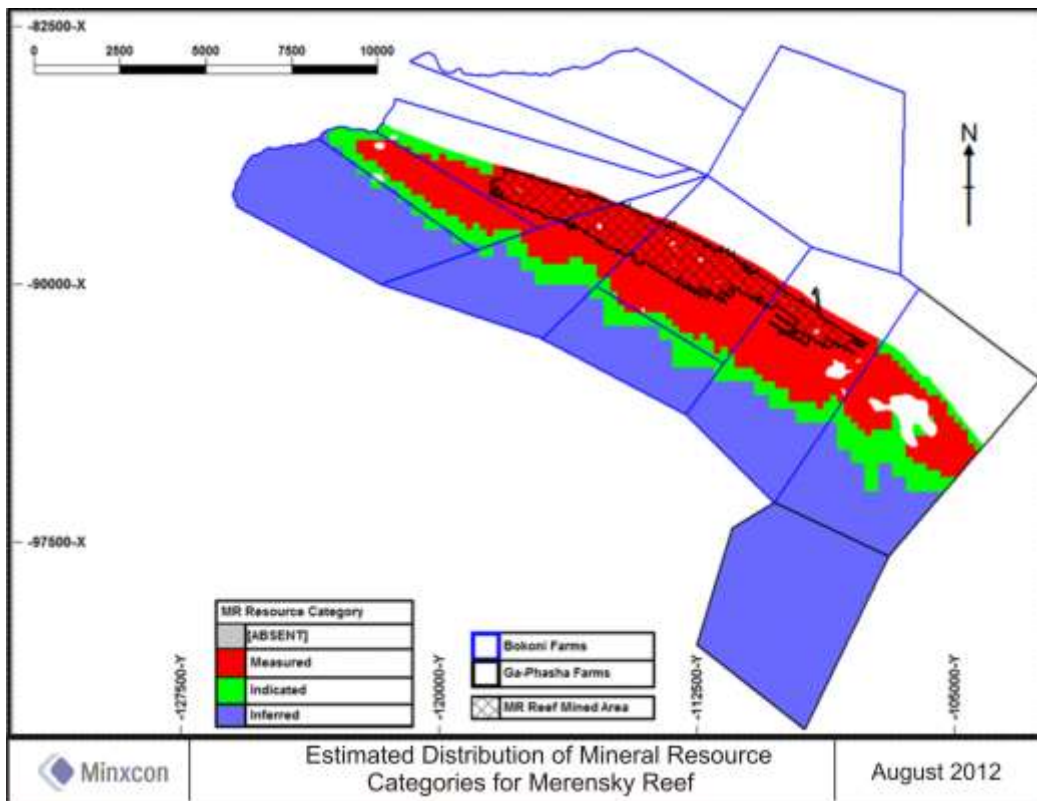 -82500-X
0 2500 5000 7500 10000
N
-90000-X
-97500-X
MR Resource Category
[ABSENT]
Measured
Indicated
Inferred
Bokoni Farms
Ga-Phasha Farms
MR Reef Mined Area
-127500-Y
-120000-Y
-112500-Y
-105000-Y
Minxcon
Estimated Distribution of Mineral Resource
Categories for Merensky Reef
August 2012